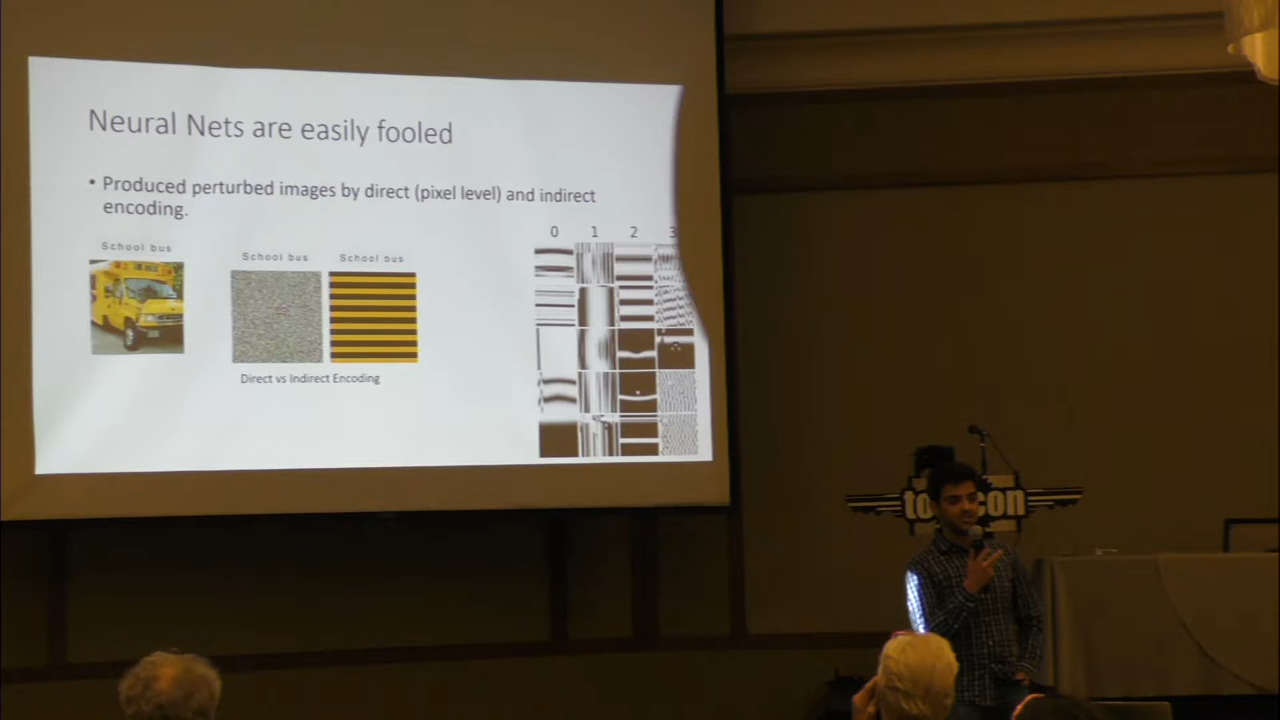 Neural Nets are easily fooled
• Produced perturbed images by direct (pixel level) and indirect
encoding.
School bus
School bus
School bus
Direct vs Indirect Encoding
0 1 2 3
con